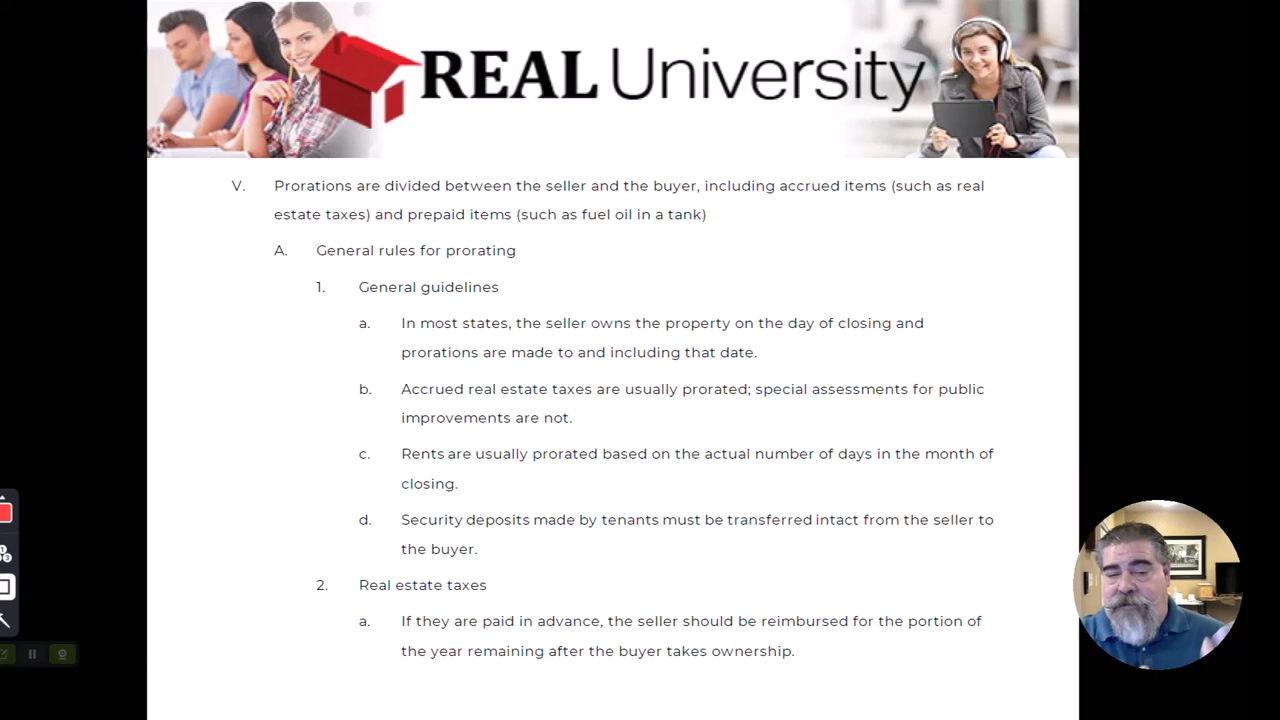 REAL University
V. Prorations are divided between the seller and the buyer, including accrued items (such as real
estate taxes) and prepaid items (such as fuel oil in a tank)
A. General rules for prorating
1. General guidelines
a. In most states, the seller owns the property on the day of closing and
prorations are made to and including that date.
b. Accrued real estate taxes are usually prorated; special assessments for public
improvements are not.
c. Rents are usually prorated based on the actual number of days in the month of
closing.
d. Security deposits made by tenants must be transferred intact from the seller to
the buyer.
2. Real estate taxes
a. If they are paid in advance, the seller should be reimbursed for the portion of
the year remaining after the buyer takes ownership.